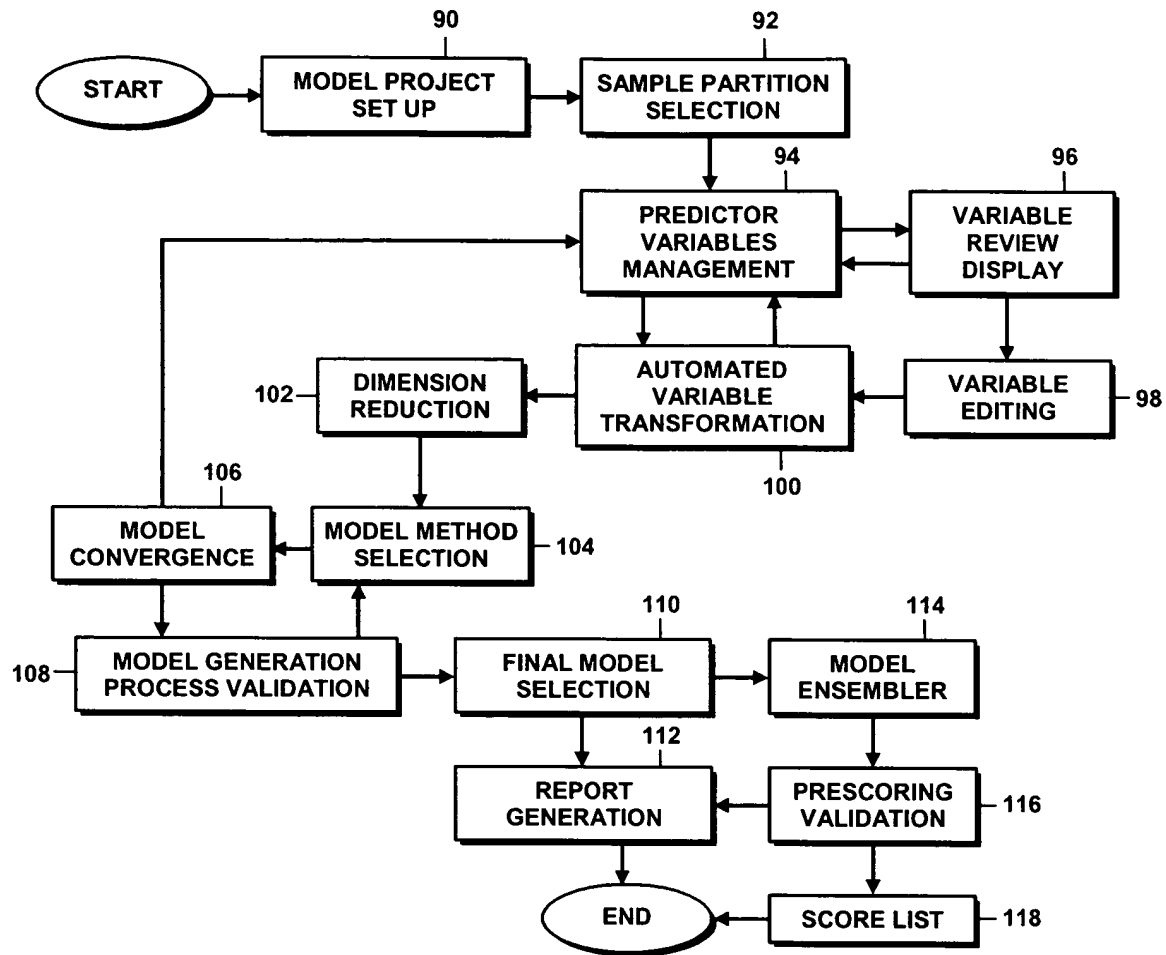 90
92
START
MODEL PROJECT
SET UP
SAMPLE PARTITION
SELECTION
94
96
PREDICTOR
VARIABLES
MANAGEMENT
VARIABLE
REVIEW
DISPLAY
102
DIMENSION
REDUCTION
AUTOMATED
VARIABLE
TRANSFORMATION
VARIABLE
EDITING
98
100
106
MODEL
CONVERGENCE
MODEL METHOD
SELECTION
104
108
MODEL GENERATION
PROCESS VALIDATION
110
FINAL MODEL
SELECTION
114
MODEL
ENSEMBLER
112
REPORT
GENERATION
PRESCORING
VALIDATION
116
END
SCORE LIST
118